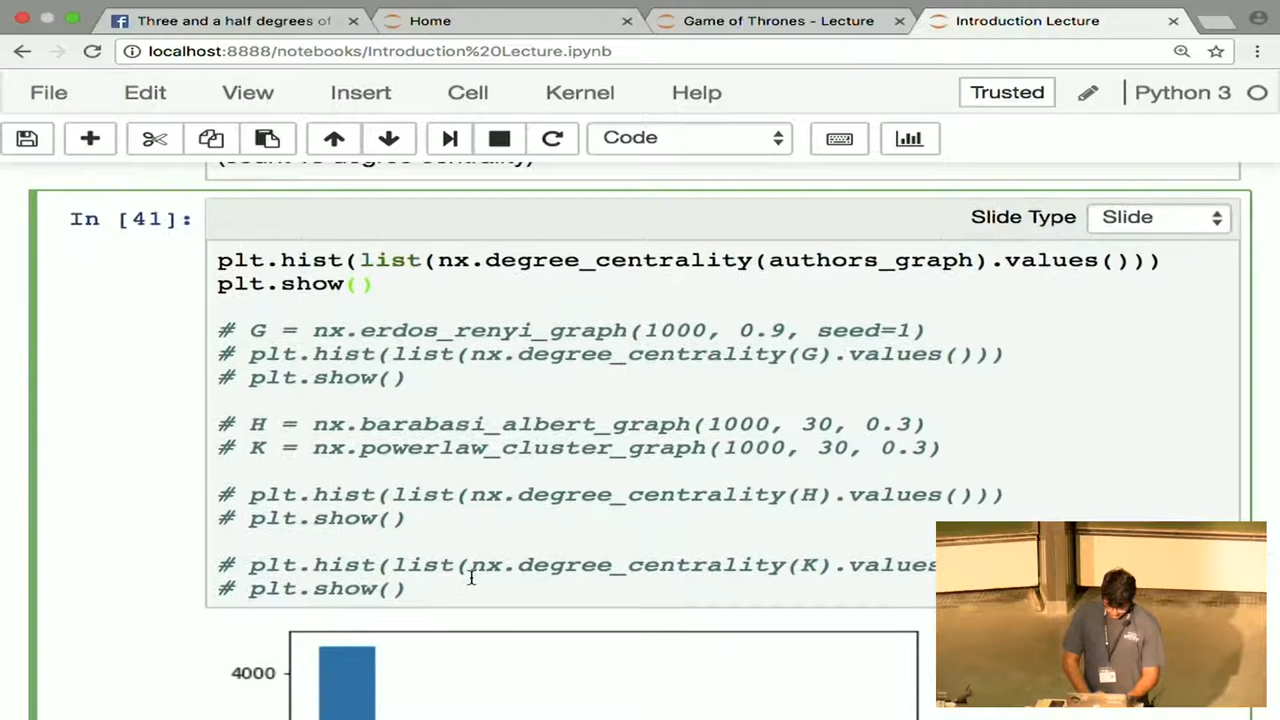 Three and a half degrees of
Home
Game of Thrones - Lecture
Introduction Lecture
localhost:8888/notebooks/Introduction%20Lecture.ipynb
File Edit View Insert Cell Kernel Help Trusted Python 3
Code
(count vs degree centrality)
In [41]:
Slide Type Slide
plt.hist(list(nx.degree_centrality(authors_graph).values()))
plt.show()
# G = nx.erdos_renyi_graph(1000, 0.9, seed=1)
# plt.hist(list(nx.degree_centrality(G).values()))
# plt.show()
# H = nx.barabasi_albert_graph(1000, 30, 0.3)
# K = nx.powerlaw_cluster_graph(1000, 30, 0.3)
# plt.hist(list(nx.degree_centrality(H).values()))
# plt.show()
# plt.hist(list(nx.degree_centrality(K).values
# plt.show()
4000